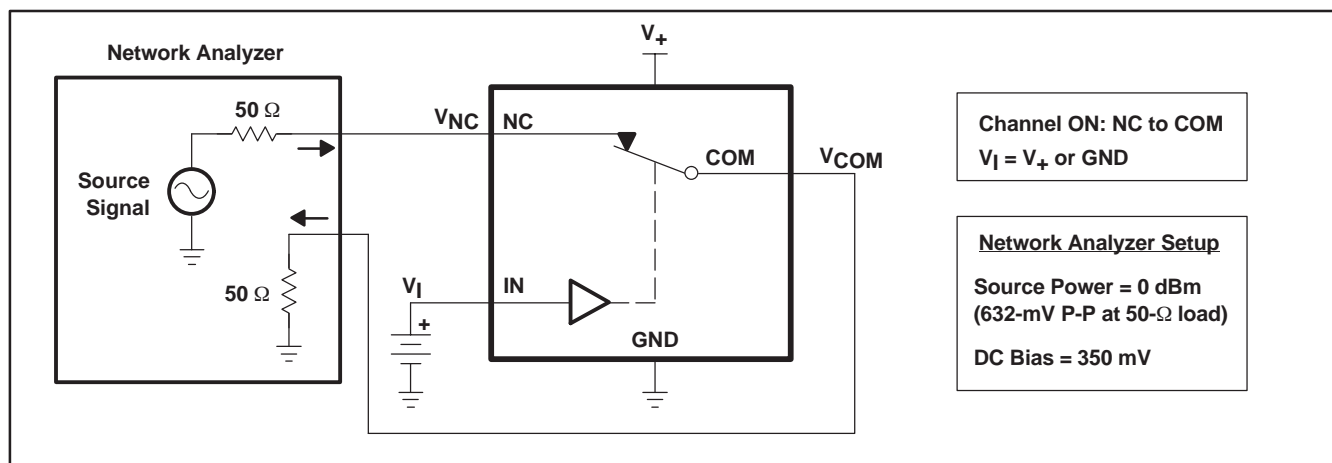 Network Analyzer
50 Ω
Source
Signal
50 Ω
V+
VNC
NC
COM
VCOM
VI
IN
+
GND
Channel ON: NC to COM
VI = V+ or GND
Network Analyzer Setup
Source Power = 0 dBm
(632-mV P-P at 50-Ω load)
DC Bias = 350 mV